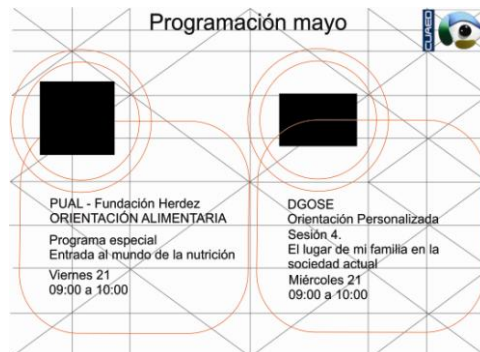 Programación mayo
CUAED
PUAL - Fundación Herdez
ORIENTACIÓN ALIMENTARIA
Programa especial
Entrada al mundo de la nutrición
Viernes 21
09:00 a 10:00
DGOSE
Orientación Personalizada
Sesión 4.
El lugar de mi familia en la
sociedad actual
Miércoles 21
09:00 a 10:00